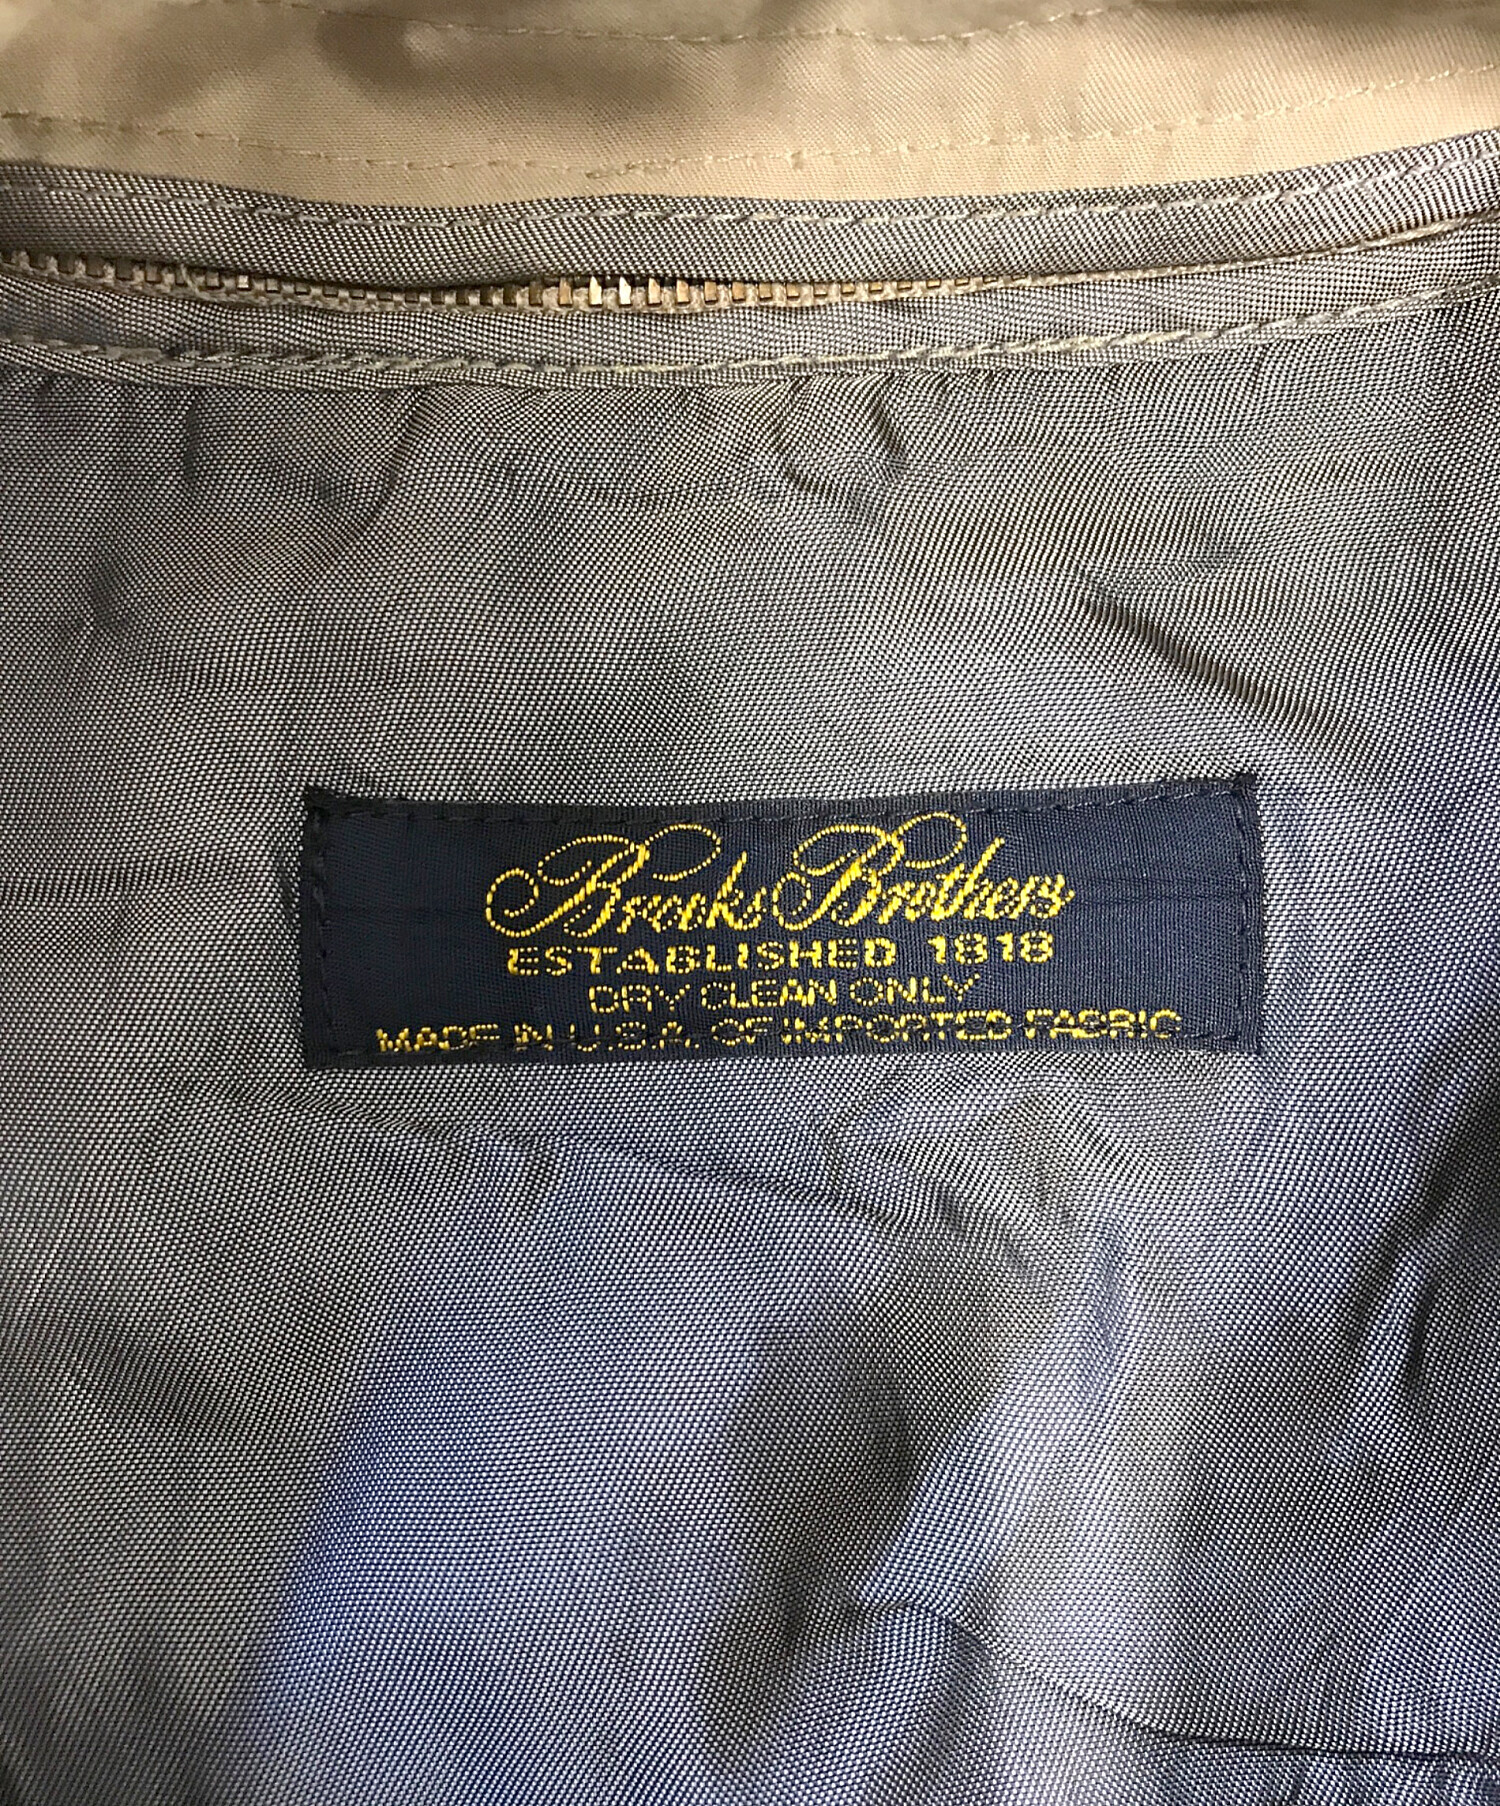 Brooks Brothers
ESTABLISHED 1818
DRY CLEAN ONLY
MADE IN U.S.A. OF IMPORTED FABRIC